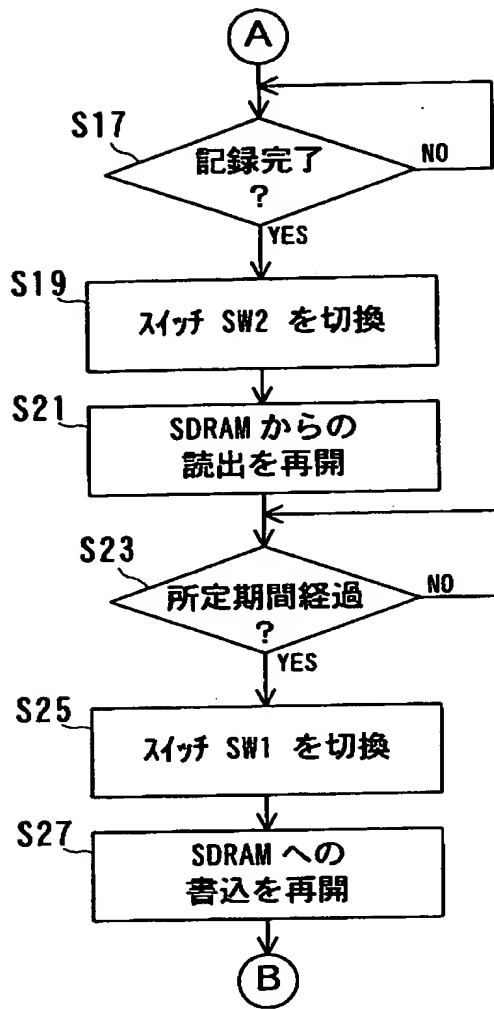 A
S17
記録完了
?
NO
YES
S19
スイッチ SW2 を切換
S21
SDRAM からの
読出を再開
S23
所定期間経過
?
NO
YES
S25
スイッチ SW1 を切換
S27
SDRAM への
書込を再開
B